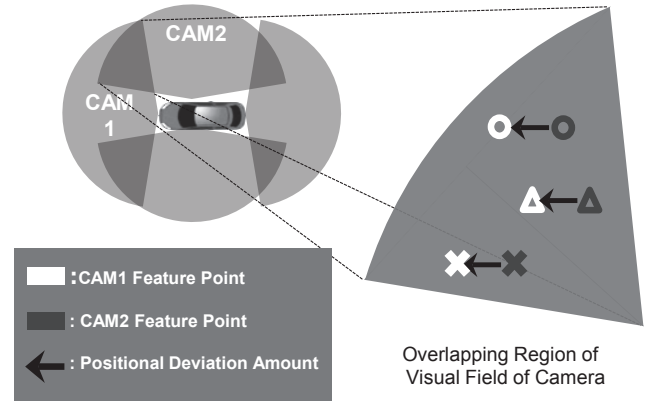 CAM2
CAM
1
:CAM1 Feature Point
: CAM2 Feature Point
: Positional Deviation Amount
Overlapping Region of
Visual Field of Camera